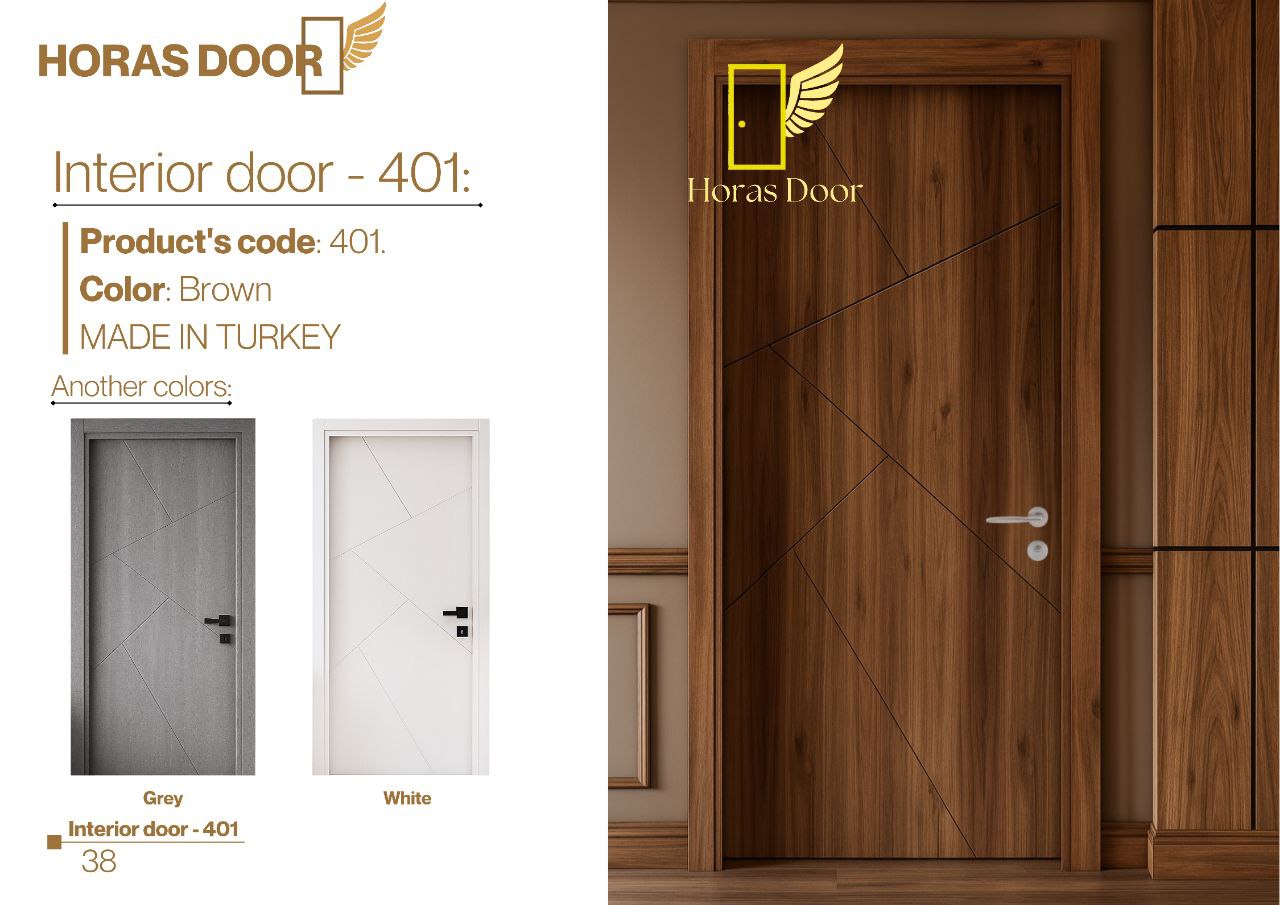 HORAS DOOR
Interior door - 401:
Product's code: 401.
Color: Brown
MADE IN TURKEY
Another colors:
Grey
White
Interior door - 401
38
Horas Door